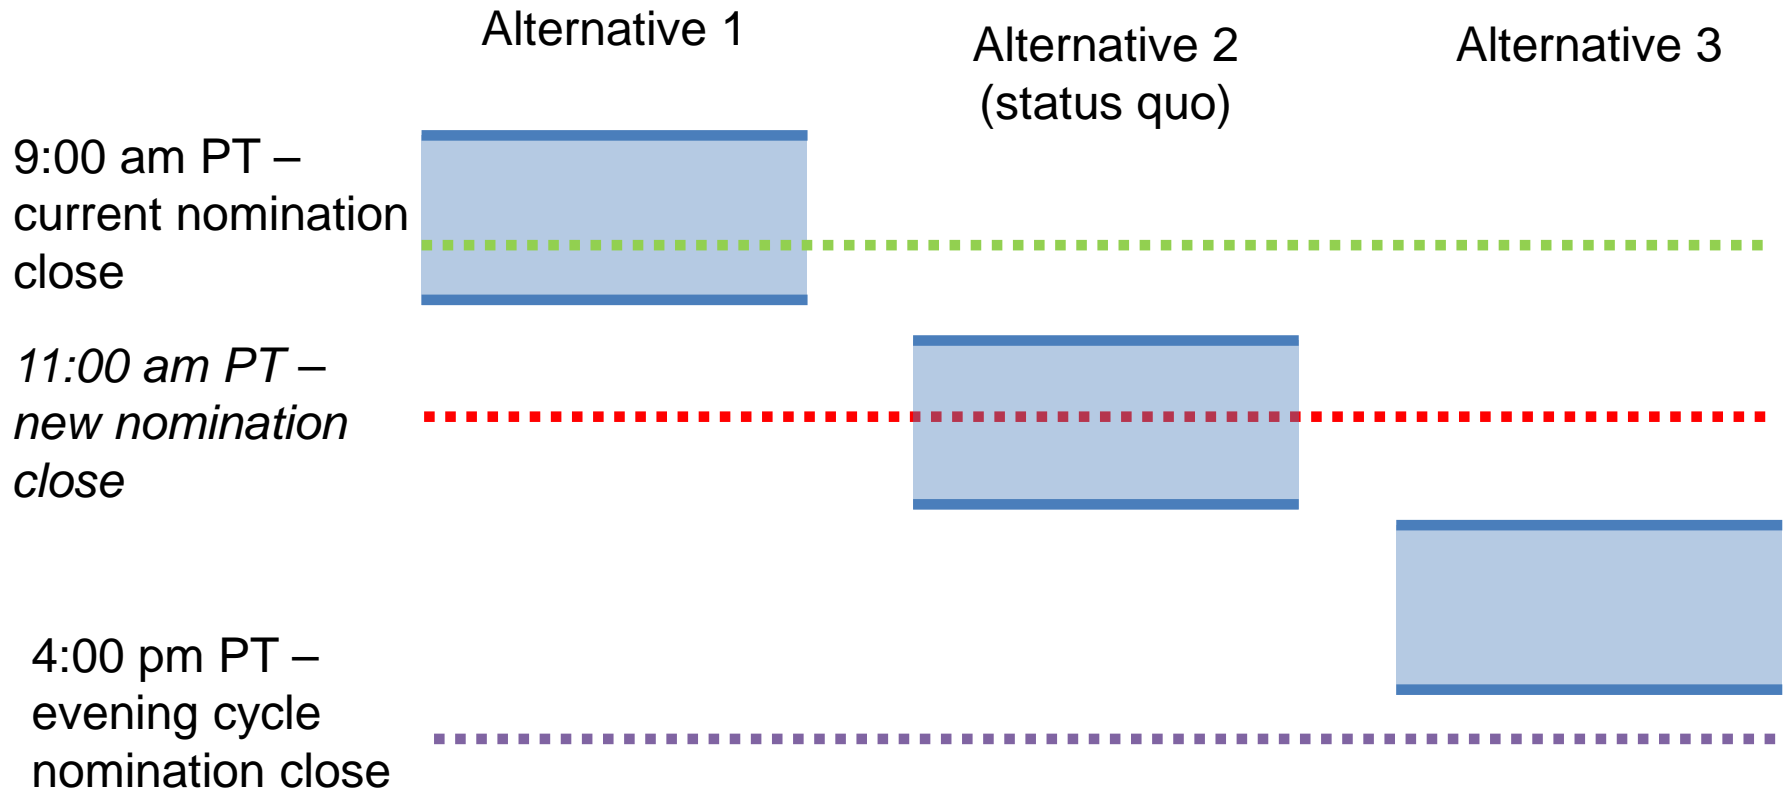 Alternative 1
Alternative 2
(status quo)
Alternative 3
9:00 am PT –
current nomination
close
11:00 am PT –
new nomination
close
4:00 pm PT –
evening cycle
nomination close